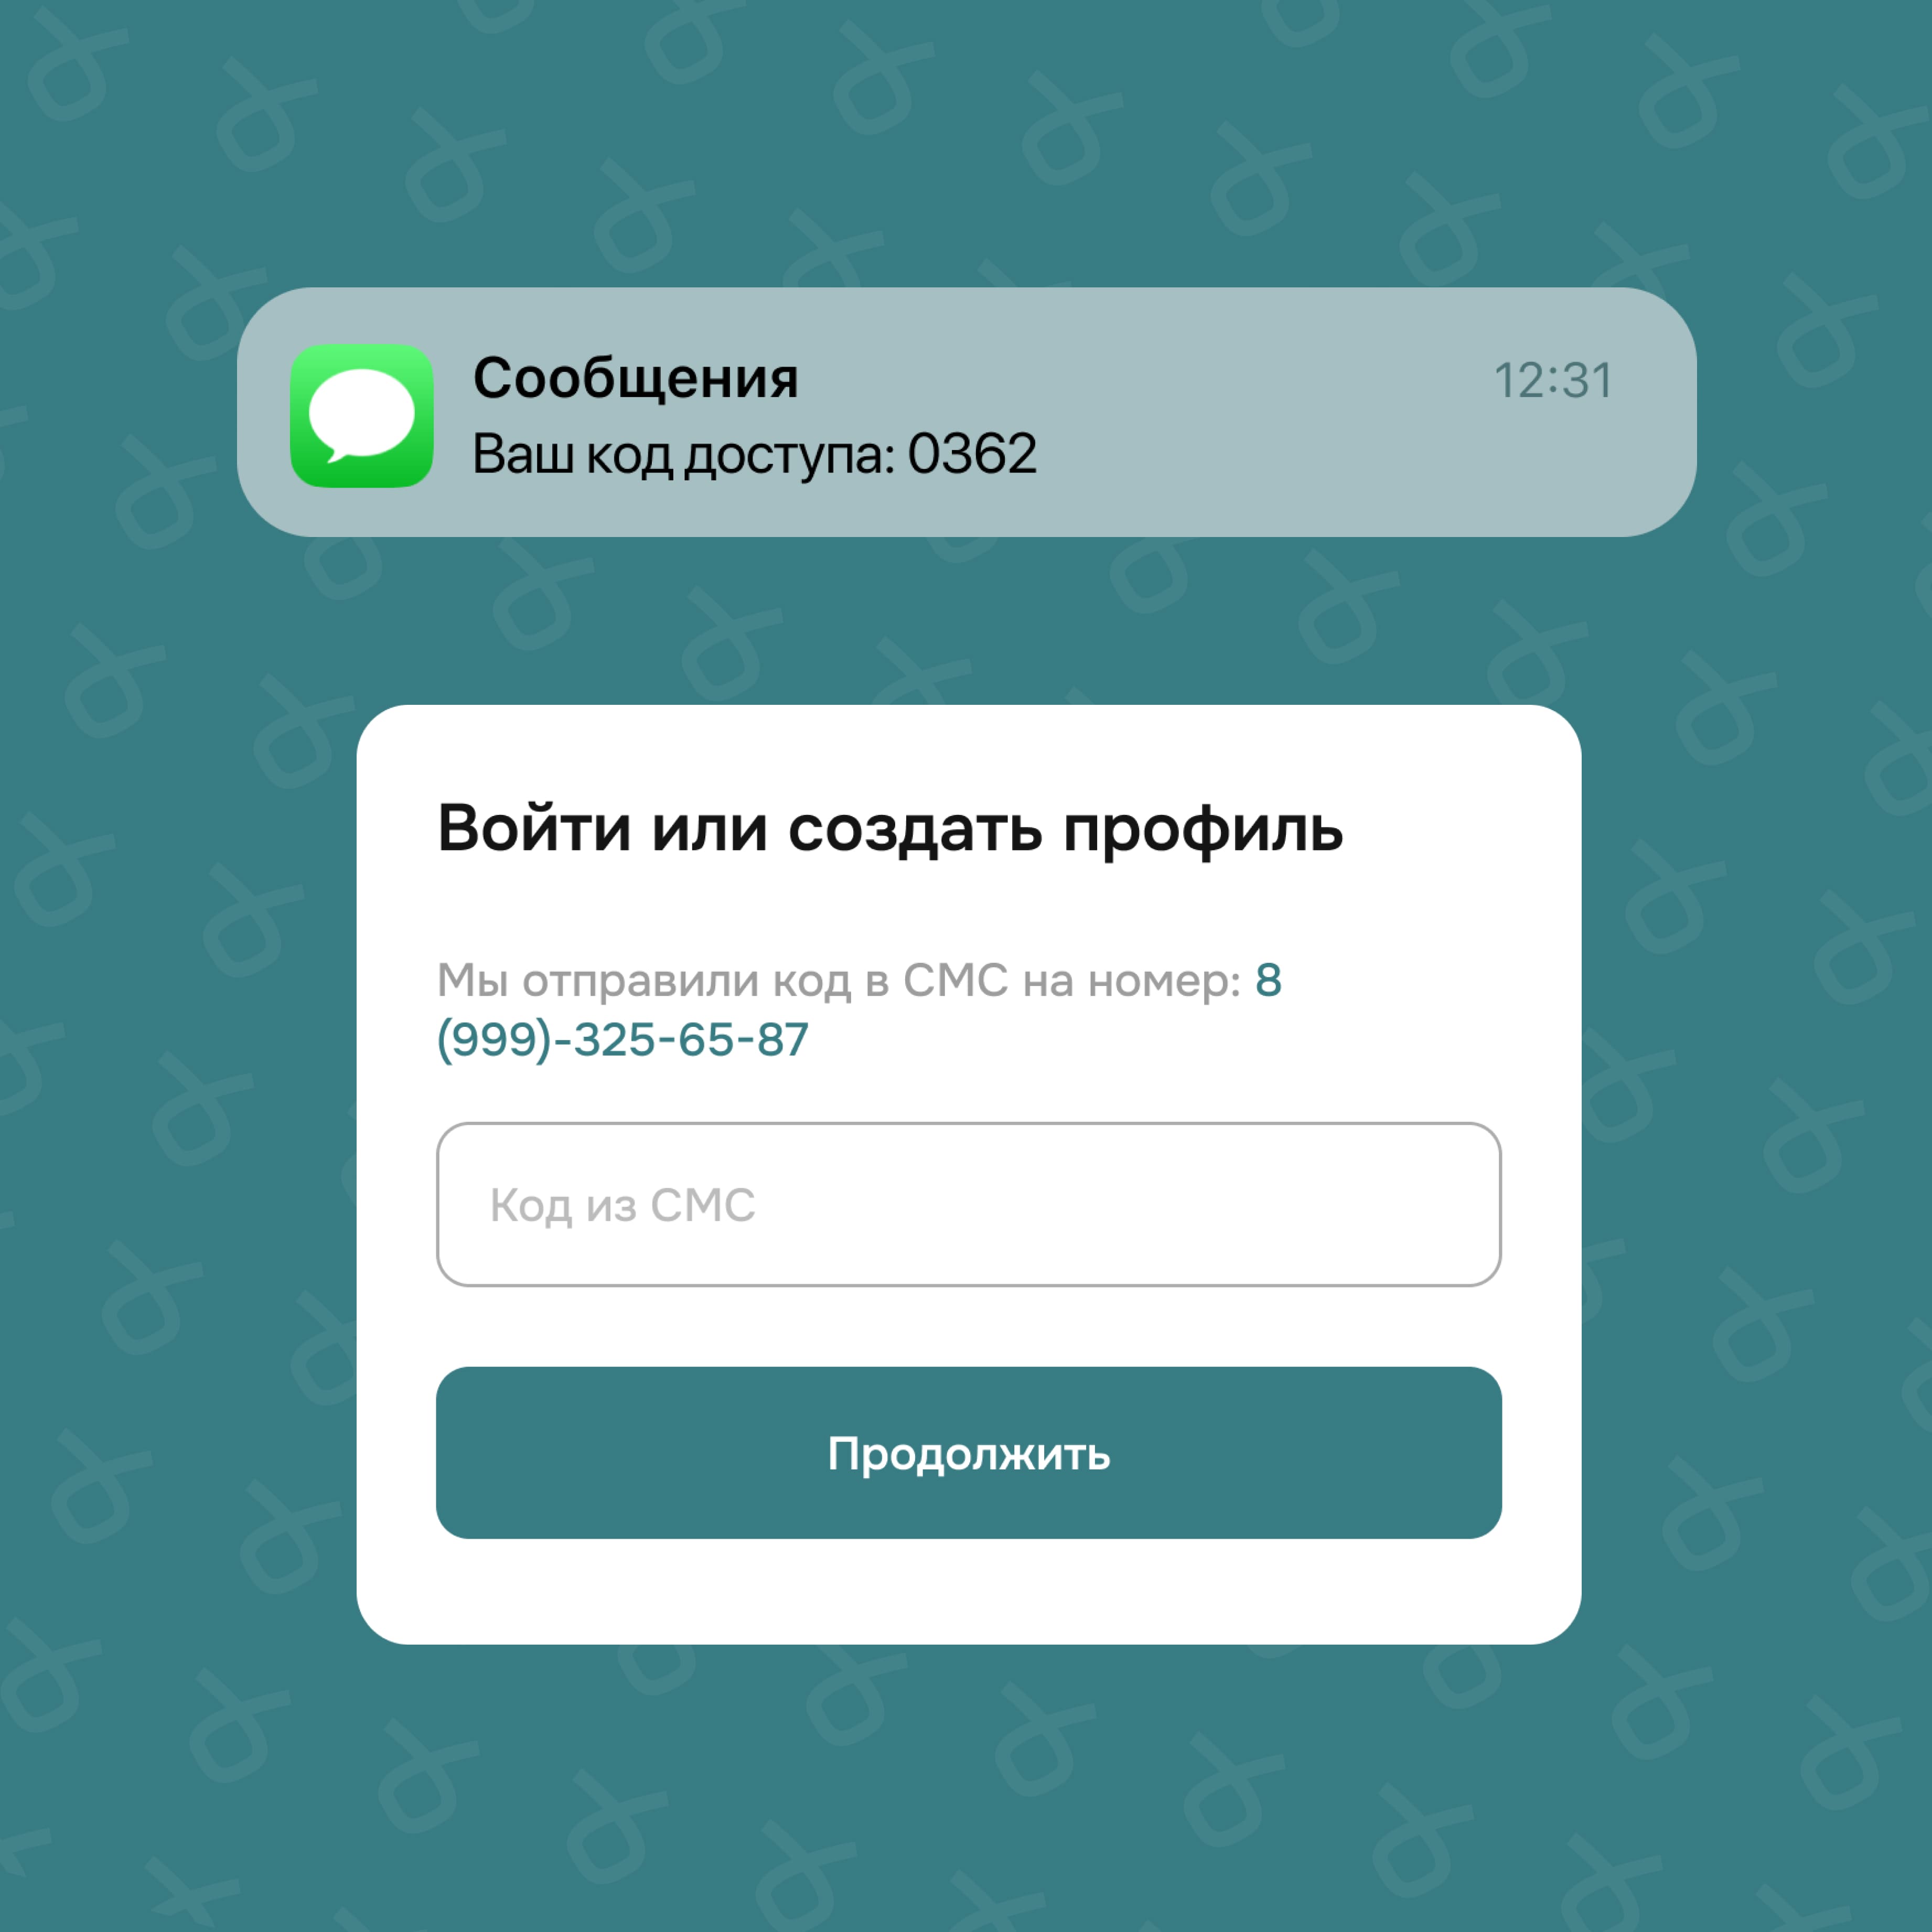 Сообщения
12:31
Ваш код доступа: 0362
Войти или создать профиль
Мы отправили код в СМС на номер: 8
(999)-325-65-87
Код из СМС
Продолжить